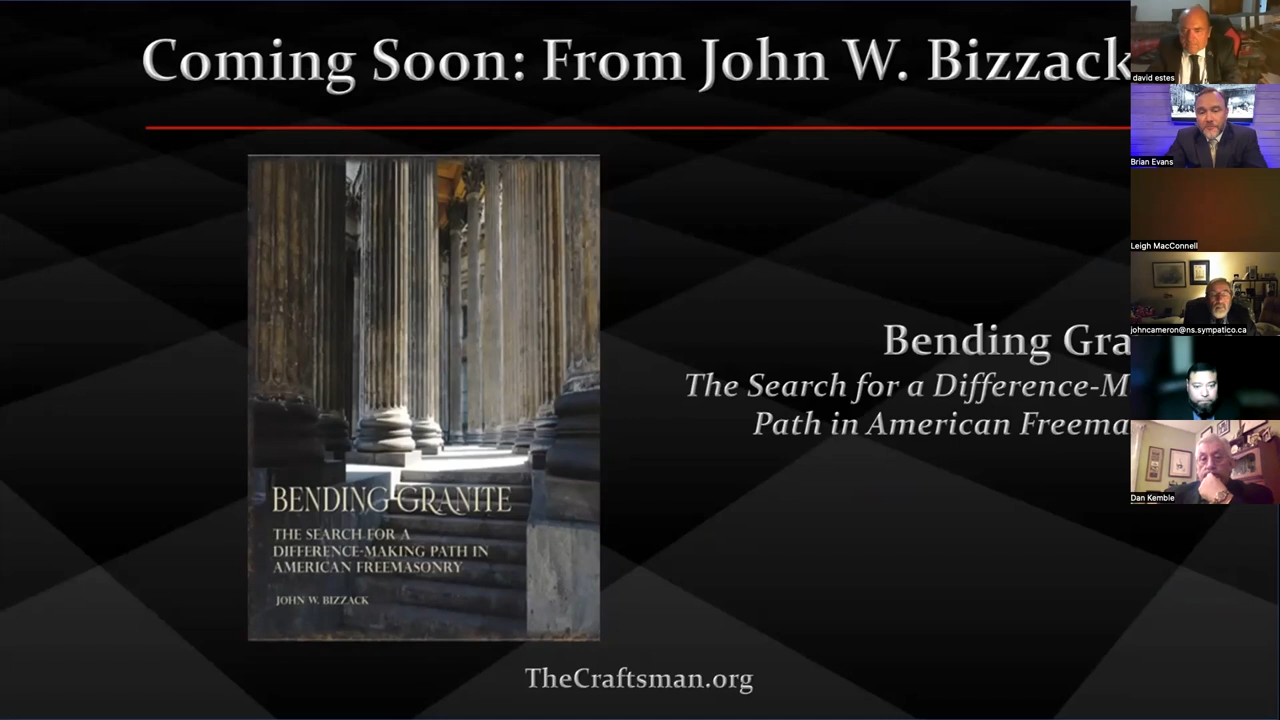 Coming Soon: From John W. Bizzack
BENDING GRANITE
THE SEARCH FOR A
DIFFERENCE-MAKING PATH IN
AMERICAN FREEMASONRY
JOHN W. BIZZACK
Bending Gra
The Search for a Difference-M
Path in American Freema
TheCraftsman.org
david estes
Brian Evans
Leigh MacConnell
johncameron@ns.sympatico.ca
Dan Kemble